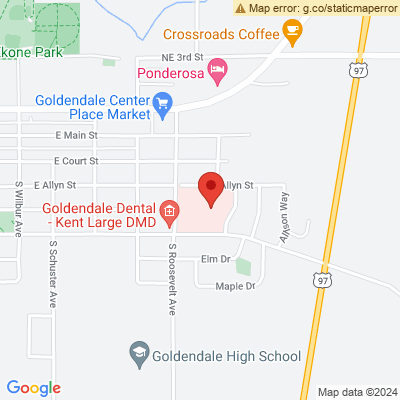 Map error: g.co/staticmaperror
Crossroads Coffee
Ekone Park
NE 3rd St
Ponderosa
97
Goldendale Center
Place Market
E Main St
E Court St
E Allyn St
Allyn St
S Wilbur Ave
Goldendale Dental
- Kent Large DMD
Allison Way
S Schuster Ave
S Roosevelt Ave
Elm Dr
97
Maple Dr
Goldendale High School
Google
Map data ©2024